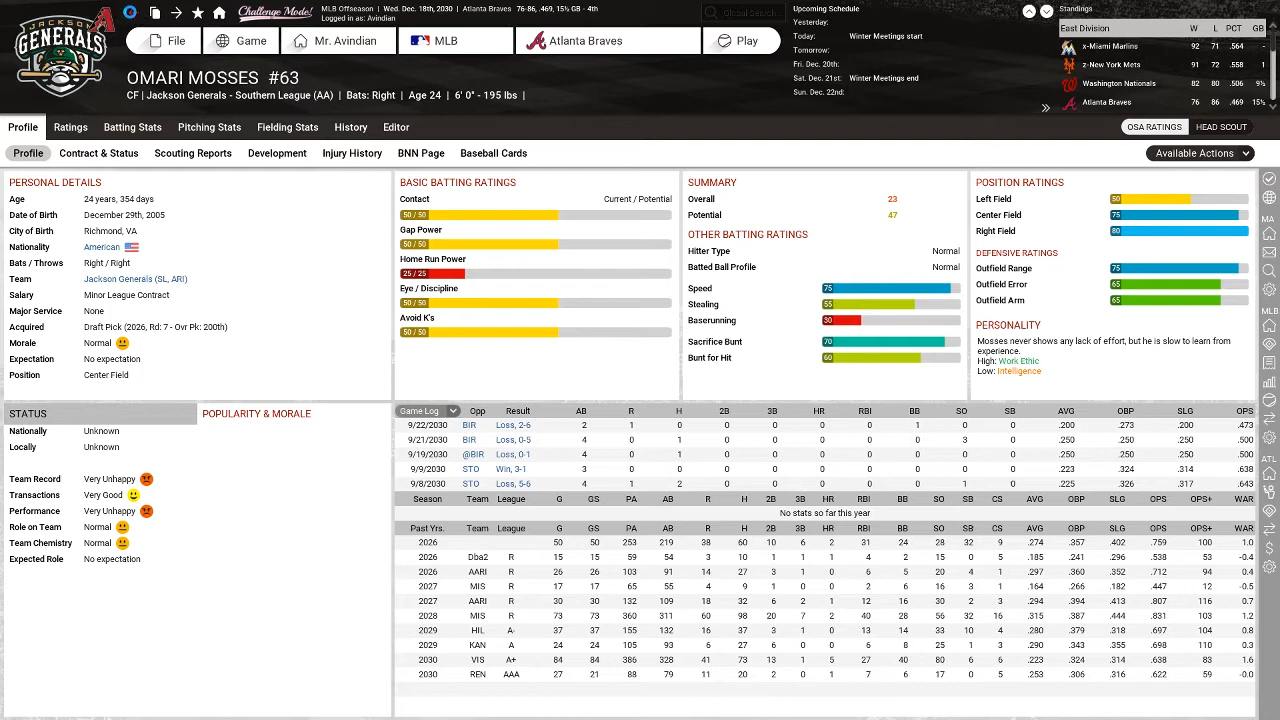 JACKSON GENERALS
Challenge Mode!
MLB Offseason | Wed. Dec. 18th, 2030 | Atlanta Braves 76-86, .469, 15% GB - 4th
Logged in as: Avindian
Global Search
File Game Mr. Avindian MLB Atlanta Braves Play
OMARI MOSSES #63
CF | Jackson Generals - Southern League (AA) | Bats: Right | Age 24 | 6' 0" - 195 lbs |
Upcoming Schedule
Yesterday:
Today: Winter Meetings start
Tomorrow:
Fri. Dec. 20th:
Sat. Dec. 21st: Winter Meetings end
Sun. Dec. 22nd:
Standings
East Division W L PCT GB
x-Miami Marlins 92 71 .564 -
z-New York Mets 91 72 .558 1
Washington Nationals 82 80 .506 9½
Atlanta Braves 76 86 .469 15½
Profile Ratings Batting Stats Pitching Stats Fielding Stats History Editor
OSA RATINGS HEAD SCOUT
Profile Contract & Status Scouting Reports Development Injury History BNN Page Baseball Cards
Available Actions
PERSONAL DETAILS
Age 24 years, 354 days
Date of Birth December 29th, 2005
City of Birth Richmond, VA
Nationality American
Bats / Throws Right / Right
Team Jackson Generals (SL, ARI)
Salary Minor League Contract
Major Service None
Acquired Draft Pick (2026, Rd: 7 - Ovr Pk: 200th)
Morale Normal
Expectation No expectation
Position Center Field
BASIC BATTING RATINGS
Contact Current / Potential
50 / 50
Gap Power
50 / 50
Home Run Power
25 / 25
Eye / Discipline
50 / 50
Avoid K's
50 / 50
SUMMARY
Overall 23
Potential 47
OTHER BATTING RATINGS
Hitter Type Normal
Batted Ball Profile Normal
Speed 75
Stealing 55
Baserunning 30
Sacrifice Bunt 70
Bunt for Hit 60
POSITION RATINGS
Left Field 50
Center Field 75
Right Field 80
DEFENSIVE RATINGS
Outfield Range 75
Outfield Error 65
Outfield Arm 65
PERSONALITY
Mosses never shows any lack of effort, but he is slow to learn from
experience.
High: Work Ethic
Low: Intelligence
STATUS
Nationally Unknown
Locally Unknown
POPULARITY & MORALE
Team Record Very Unhappy
Transactions Very Good
Performance Very Unhappy
Role on Team Normal
Team Chemistry Normal
Expected Role No expectation
Game Log Opp Result AB R H 2B 3B HR RBI BB SO SB AVG OBP SLG OPS
9/22/2030 BIR Loss, 2-6 2 1 0 0 0 0 0 1 0 0 .200 .273 .200 .473
9/21/2030 BIR Loss, 0-5 4 0 1 0 0 0 0 0 3 0 .250 .250 .250 .500
9/19/2030 @BIR Loss, 0-1 4 0 1 0 0 0 0 0 0 0 .250 .250 .250 .500
9/9/2030 STO Win, 3-1 3 0 0 0 0 0 0 0 0 0 .223 .324 .314 .638
9/8/2030 STO Loss, 5-6 4 1 2 0 0 0 0 0 1 0 .225 .326 .317 .643
Season Team League G GS PA AB R H 2B 3B HR RBI BB SO SB CS AVG OBP SLG OPS OPS+ WAR
No stats so far this year
Past Yrs. Team League G GS PA AB R H 2B 3B HR RBI BB SO SB CS AVG OBP SLG OPS OPS+ WAR
2026 50 50 253 219 38 60 10 6 2 31 24 28 32 9 .274 .357 .402 .759 100 1.0
2026 Dba2 R 15 15 59 54 3 10 1 1 1 4 2 15 0 0 .185 .241 .296 .538 53 -0.4
2026 AARI R 26 26 103 91 14 27 3 1 0 6 5 20 4 1 .297 .360 .352 .712 94 0.4
2027 MIS R 17 17 65 55 4 9 1 0 0 2 6 16 3 1 .164 .266 .182 .447 12 -0.5
2027 AARI R 30 30 132 109 18 32 6 2 1 12 16 30 2 3 .294 .394 .413 .807 116 0.7
2028 MIS R 73 73 360 311 60 98 20 7 2 40 28 56 32 16 .315 .387 .444 .831 103 1.2
2029 HIL A- 37 37 155 132 16 37 3 1 0 13 14 33 10 4 .280 .379 .318 .697 104 0.8
2029 KAN A 24 24 105 93 6 27 6 0 0 6 8 25 1 3 .290 .343 .355 .698 110 0.3
2030 VIS A+ 84 84 386 328 41 73 13 1 5 27 40 80 6 6 .223 .324 .314 .638 83 1.6
2030 REN AAA 27 21 88 79 11 20 2 0 1 7 6 17 0 5 .253 .306 .316 .622 59 -0.0
MA
MLB
ATL